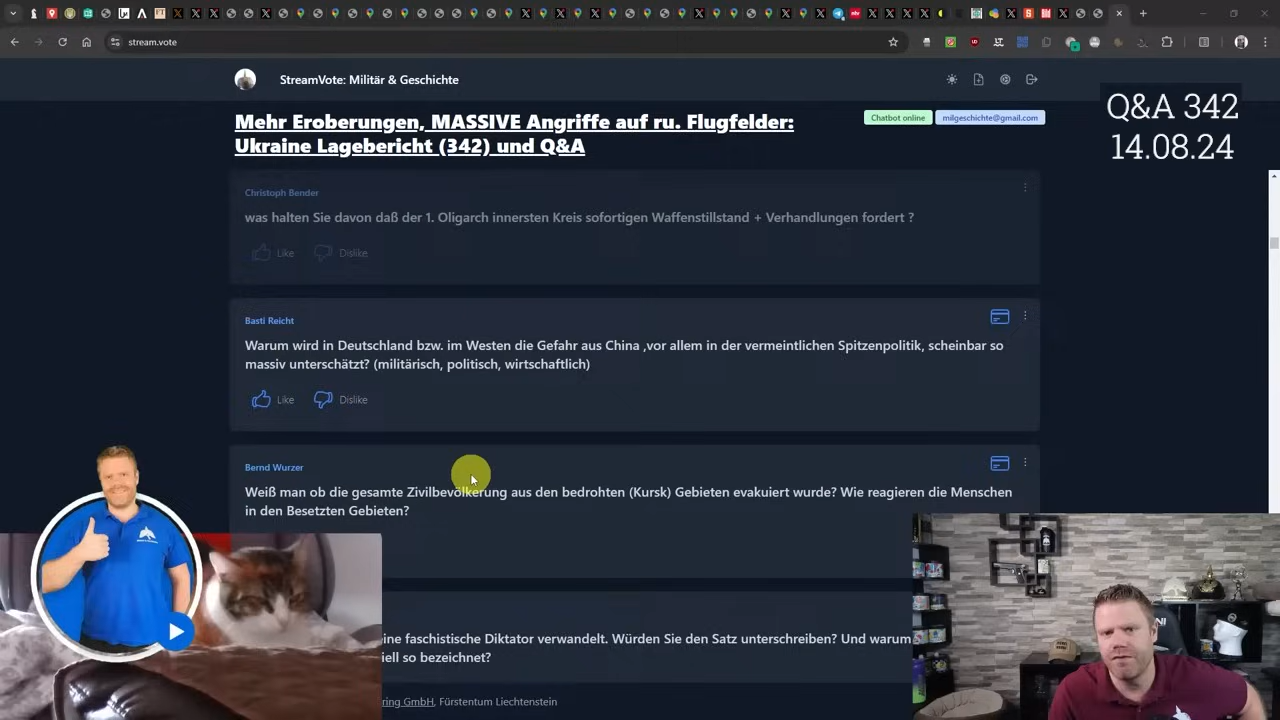 stream.vote
StreamVote: Militär & Geschichte
Q&A 342
14.08.24
Mehr Eroberungen, MASSIVE Angriffe auf ru. Flugfelder:
Ukraine Lagebericht (342) und Q&A
Chatbot online
milgeschichte@gmail.com
Christoph Bender
was halten Sie davon daß der 1. Oligarch innersten Kreis sofortigen Waffenstillstand + Verhandlungen fordert ?
Like Dislike
Basti Reicht
Warum wird in Deutschland bzw. im Westen die Gefahr aus China ,vor allem in der vermeintlichen Spitzenpolitik, scheinbar so
massiv unterschätzt? (militärisch, politisch, wirtschaftlich)
Like Dislike
Bernd Wurzer
Weiß man ob die gesamte Zivilbevölkerung aus den bedrohten (Kursk) Gebieten evakuiert wurde? Wie reagieren die Menschen
in den Besetzten Gebieten?
ine faschistische Diktator verwandelt. Würden Sie den Satz unterschreiben? Und warum
iell so bezeichnet?
ring GmbH, Fürstentum Liechtenstein